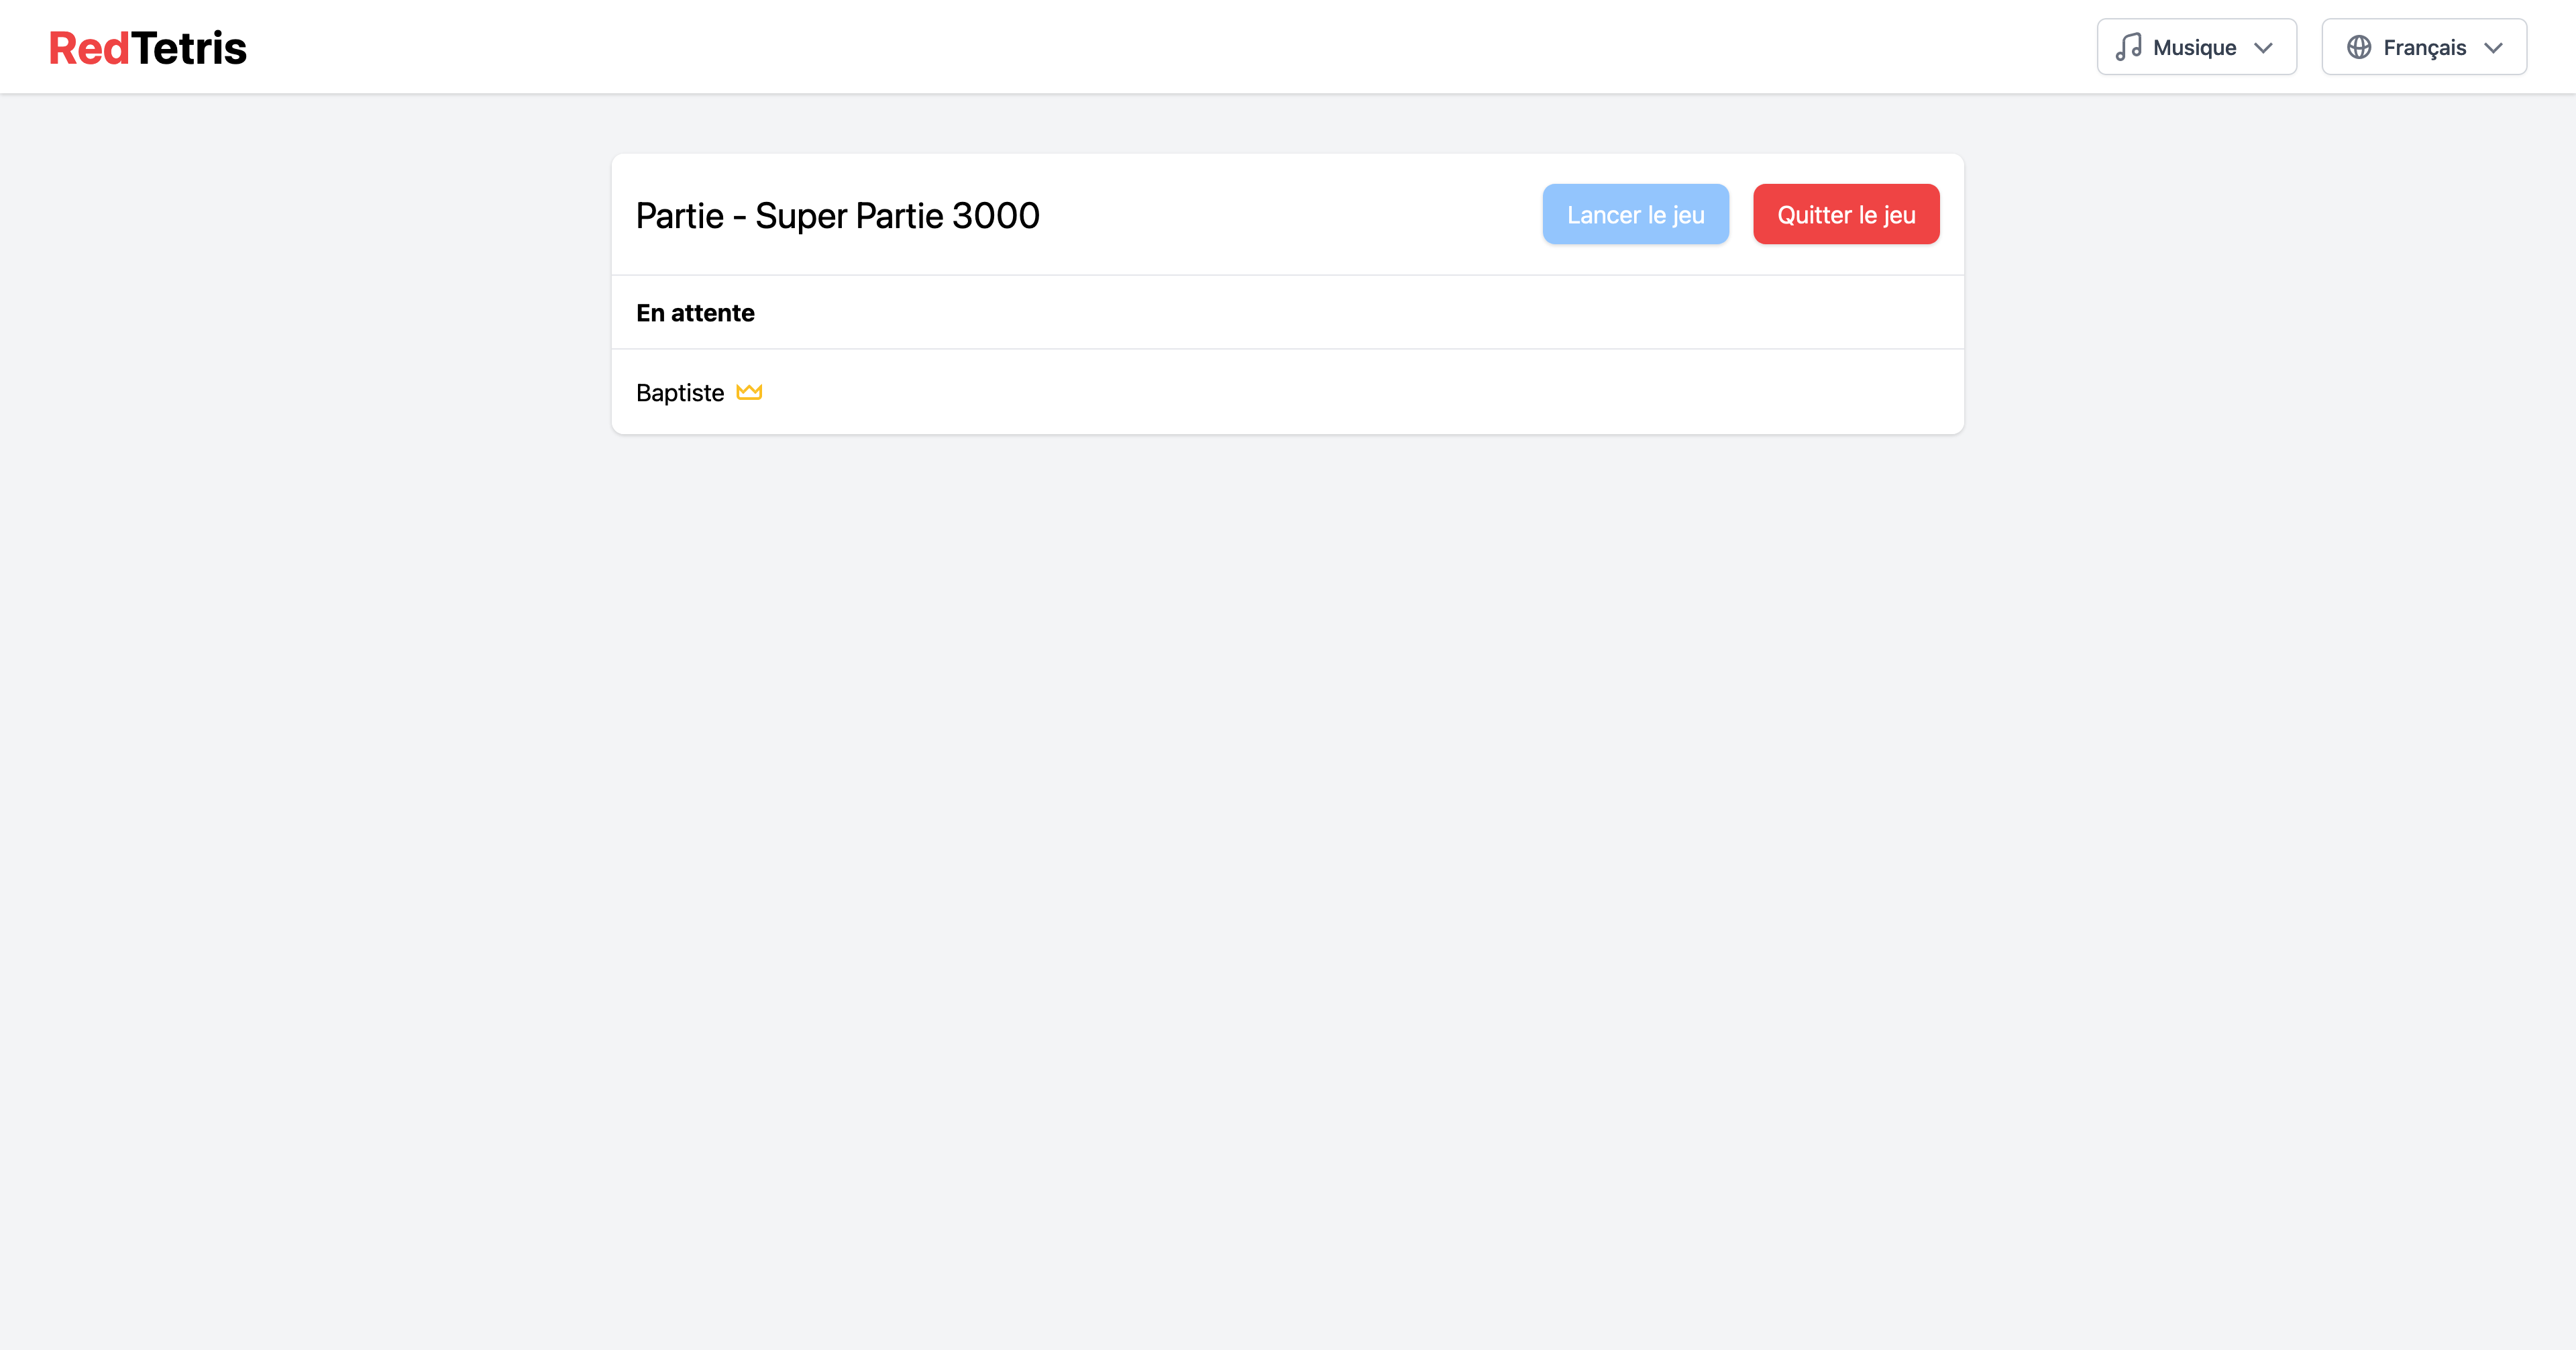 RedTetris
Musique
Français
Partie - Super Partie 3000
Lancer le jeu
Quitter le jeu
En attente
Baptiste